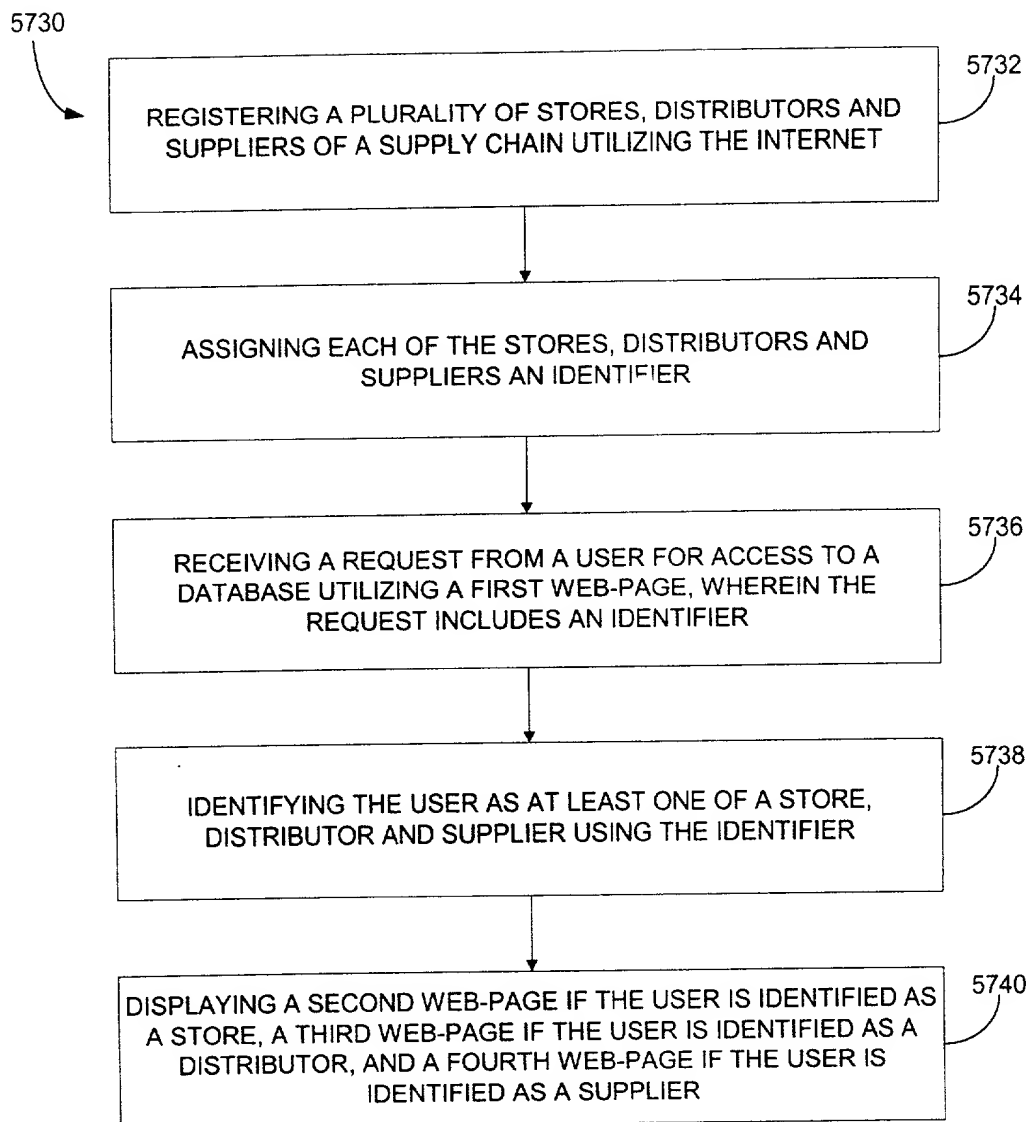 5730
5732
REGISTERING A PLURALITY OF STORES, DISTRIBUTORS AND
SUPPLIERS OF A SUPPLY CHAIN UTILIZING THE INTERNET
5734
ASSIGNING EACH OF THE STORES, DISTRIBUTORS AND
SUPPLIERS AN IDENTIFIER
5736
RECEIVING A REQUEST FROM A USER FOR ACCESS TO A
DATABASE UTILIZING A FIRST WEB-PAGE, WHEREIN THE
REQUEST INCLUDES AN IDENTIFIER
5738
IDENTIFYING THE USER AS AT LEAST ONE OF A STORE,
DISTRIBUTOR AND SUPPLIER USING THE IDENTIFIER
5740
DISPLAYING A SECOND WEB-PAGE IF THE USER IS IDENTIFIED AS
A STORE, A THIRD WEB-PAGE IF THE USER IS IDENTIFIED AS A
DISTRIBUTOR, AND A FOURTH WEB-PAGE IF THE USER IS
IDENTIFIED AS A SUPPLIER